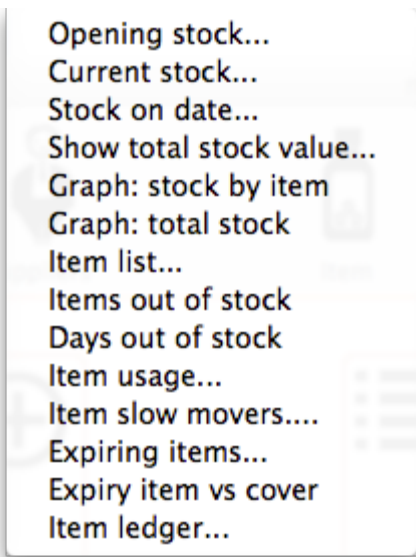 Opening stock...
Current stock...
Stock on date...
Show total stock value...
Graph: stock by item
Graph: total stock
Item list...
Items out of stock
Days out of stock
Item usage...
Item slow movers....
Expiring items...
Expiry item vs cover
Item ledger...
Item